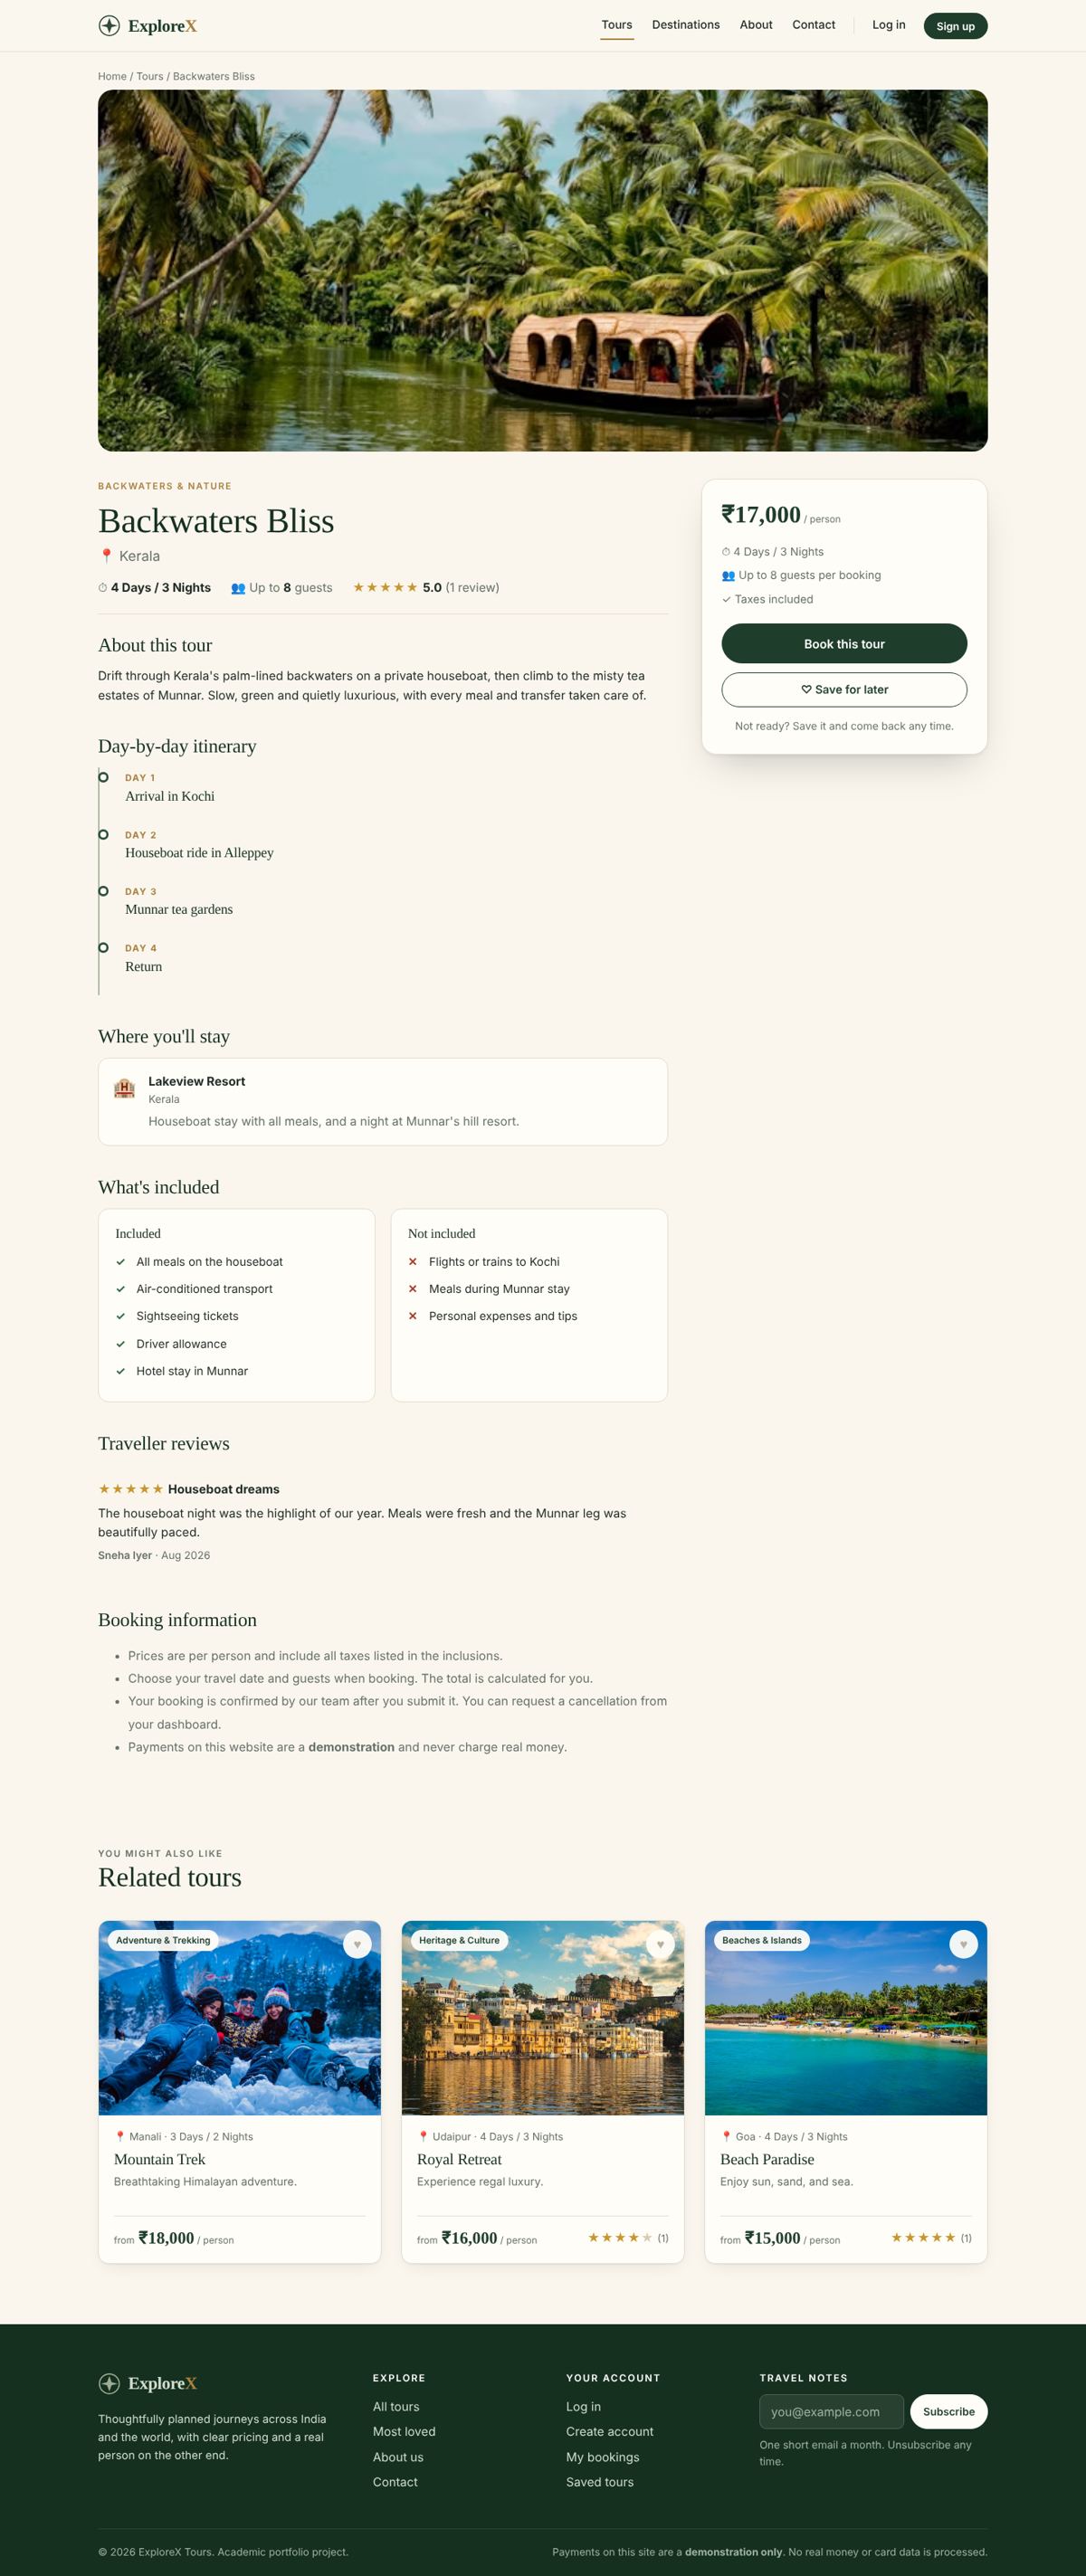 ExploreX
Tours Destinations About Contact Log in Sign up
Home / Tours / Backwaters Bliss
BACKWATERS & NATURE
Backwaters Bliss
📍 Kerala
⏱ 4 Days / 3 Nights 👥 Up to 8 guests ★★★★★ 5.0 (1 review)
₹17,000 / person
⏱ 4 Days / 3 Nights
👥 Up to 8 guests per booking
✓ Taxes included
Book this tour
♡ Save for later
Not ready? Save it and come back any time.
About this tour
Drift through Kerala's palm-lined backwaters on a private houseboat, then climb to the misty tea
estates of Munnar. Slow, green and quietly luxurious, with every meal and transfer taken care of.
Day-by-day itinerary
DAY 1
Arrival in Kochi
DAY 2
Houseboat ride in Alleppey
DAY 3
Munnar tea gardens
DAY 4
Return
Where you'll stay
Lakeview Resort
Kerala
Houseboat stay with all meals, and a night at Munnar's hill resort.
What's included
Included
✓ All meals on the houseboat
✓ Air-conditioned transport
✓ Sightseeing tickets
✓ Driver allowance
✓ Hotel stay in Munnar
Not included
✕ Flights or trains to Kochi
✕ Meals during Munnar stay
✕ Personal expenses and tips
Traveller reviews
★★★★★ Houseboat dreams
The houseboat night was the highlight of our year. Meals were fresh and the Munnar leg was
beautifully paced.
Sneha Iyer · Aug 2026
Booking information
• Prices are per person and include all taxes listed in the inclusions.
• Choose your travel date and guests when booking. The total is calculated for you.
• Your booking is confirmed by our team after you submit it. You can request a cancellation from
your dashboard.
• Payments on this website are a demonstration and never charge real money.
YOU MIGHT ALSO LIKE
Related tours
Adventure & Trekking
📍 Manali · 3 Days / 2 Nights
Mountain Trek
Breathtaking Himalayan adventure.
from ₹18,000 / person
Heritage & Culture
📍 Udaipur · 4 Days / 3 Nights
Royal Retreat
Experience regal luxury.
from ₹16,000 / person ★★★★★ (1)
Beaches & Islands
📍 Goa · 4 Days / 3 Nights
Beach Paradise
Enjoy sun, sand, and sea.
from ₹15,000 / person ★★★★★ (1)
ExploreX
Thoughtfully planned journeys across India
and the world, with clear pricing and a real
person on the other end.
EXPLORE
All tours
Most loved
About us
Contact
YOUR ACCOUNT
Log in
Create account
My bookings
Saved tours
TRAVEL NOTES
you@example.com Subscribe
One short email a month. Unsubscribe any
time.
© 2026 ExploreX Tours. Academic portfolio project.
Payments on this site are a demonstration only. No real money or card data is processed.